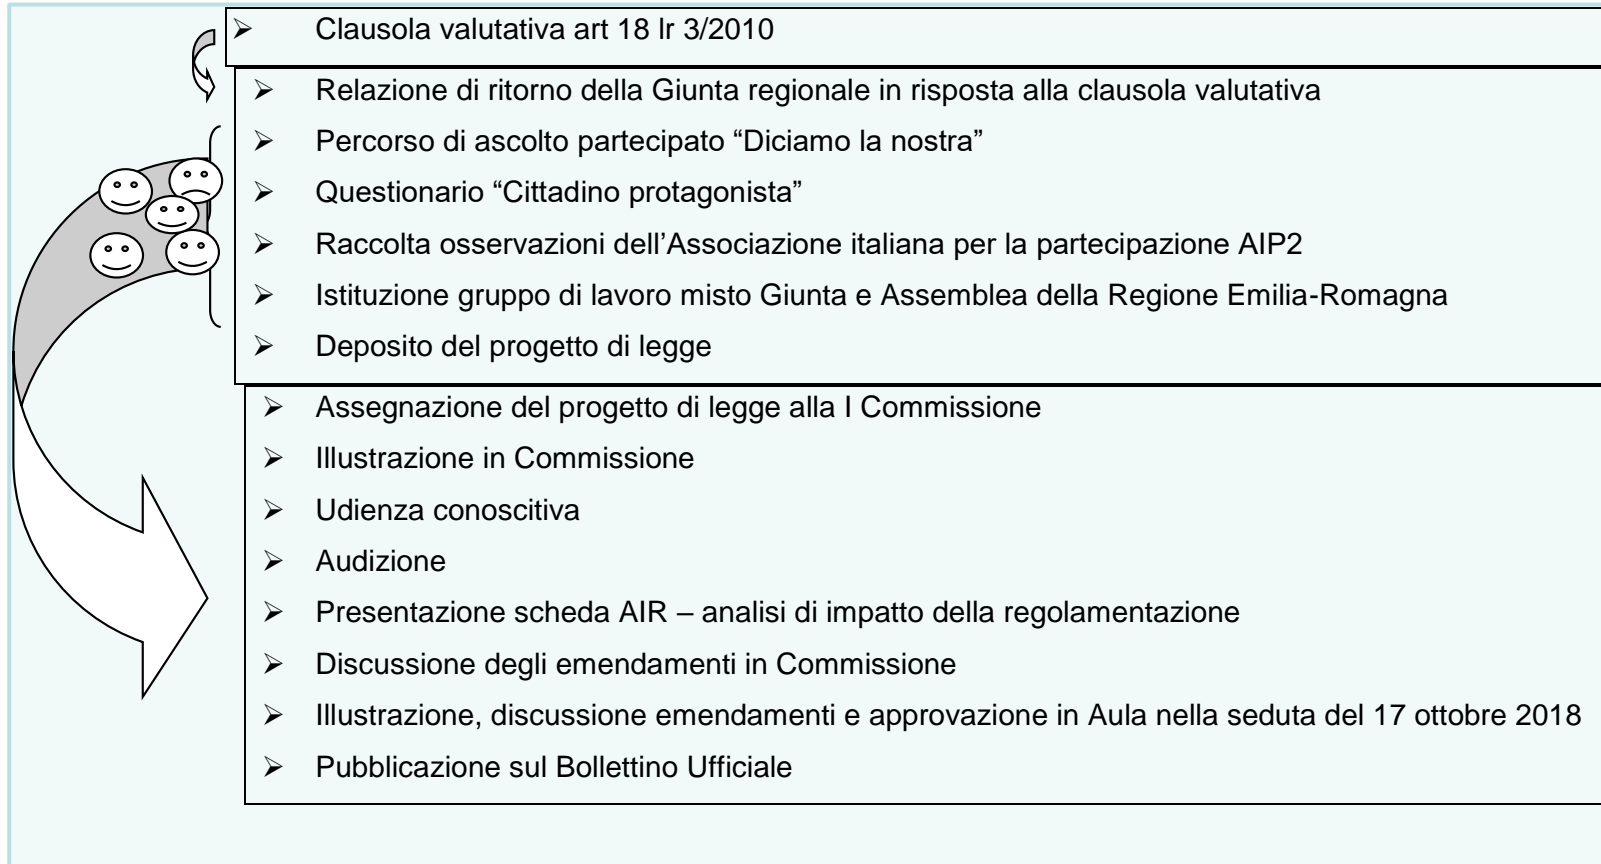 ➢ Clausola valutativa art 18 lr 3/2010
➢ Relazione di ritorno della Giunta regionale in risposta alla clausola valutativa
➢ Percorso di ascolto partecipato “Diciamo la nostra”
➢ Questionario “Cittadino protagonista”
➢ Raccolta osservazioni dell’Associazione italiana per la partecipazione AIP2
➢ Istituzione gruppo di lavoro misto Giunta e Assemblea della Regione Emilia-Romagna
➢ Deposito del progetto di legge
➢ Assegnazione del progetto di legge alla I Commissione
➢ Illustrazione in Commissione
➢ Udienza conoscitiva
➢ Audizione
➢ Presentazione scheda AIR – analisi di impatto della regolamentazione
➢ Discussione degli emendamenti in Commissione
➢ Illustrazione, discussione emendamenti e approvazione in Aula nella seduta del 17 ottobre 2018
➢ Pubblicazione sul Bollettino Ufficiale